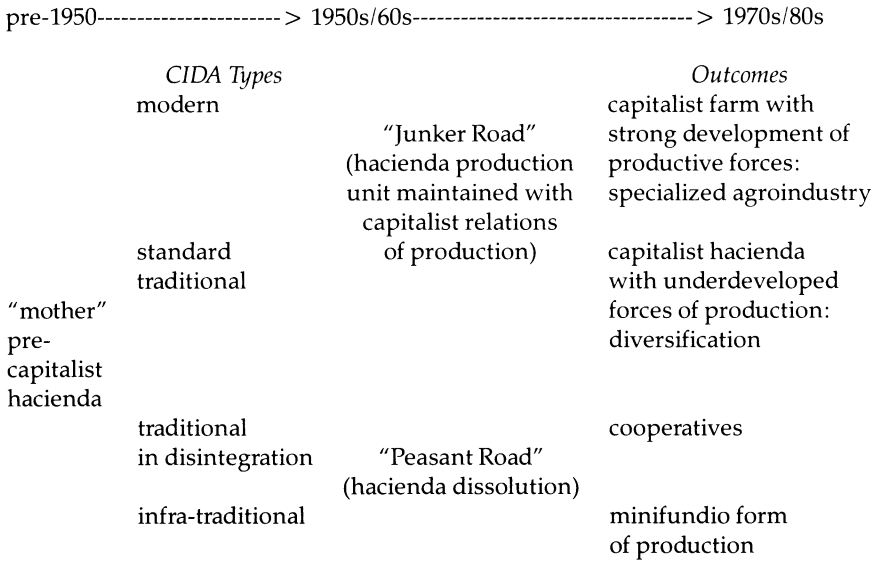 pre-1950-----------------------> 1950s/60s-----------------------------------> 1970s/80s
CIDA Types
modern
standard
traditional
"mother"
pre-
capitalist
hacienda
traditional
in disintegration
infra-traditional
"Junker Road"
(hacienda production
unit maintained with
capitalist relations
of production)
"Peasant Road"
(hacienda dissolution)
Outcomes
capitalist farm with
strong development of
productive forces:
specialized agroindustry
capitalist hacienda
with underdeveloped
forces of production:
diversification
cooperatives
minifundio form
of production